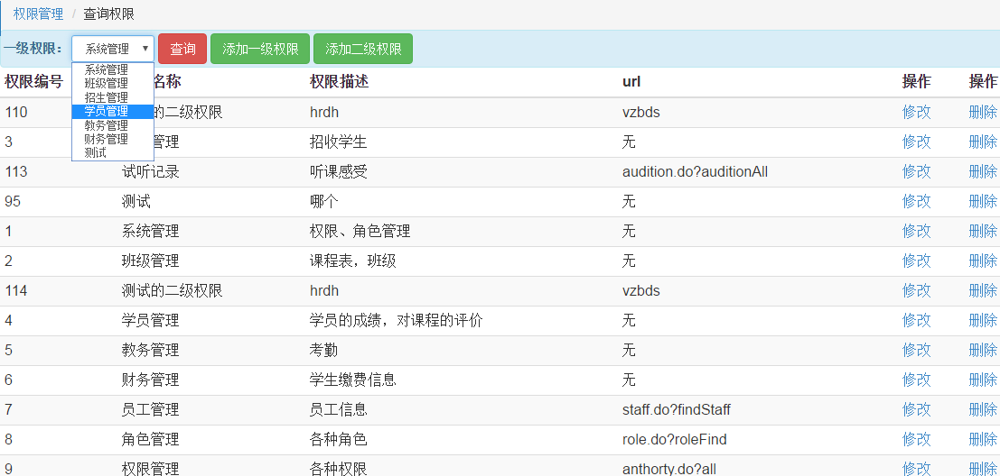 权限管理 / 查询权限
一级权限： 系统管理 ▼ 查询 添加一级权限 添加二级权限
系统管理
班级管理
招生管理
学员管理
教务管理
财务管理
测试
权限编号 名称 权限描述 url 操作 操作
110 的二级权限 hrdh vzbds 修改 删除
3 管理 招收学生 无 修改 删除
113 试听记录 听课感受 audition.do?auditionAll 修改 删除
95 测试 哪个 无 修改 删除
1 系统管理 权限、角色管理 无 修改 删除
2 班级管理 课程表，班级 无 修改 删除
114 测试的二级权限 hrdh vzbds 修改 删除
4 学员管理 学员的成绩，对课程的评价 无 修改 删除
5 教务管理 考勤 无 修改 删除
6 财务管理 学生缴费信息 无 修改 删除
7 员工管理 员工信息 staff.do?findStaff 修改 删除
8 角色管理 各种角色 role.do?roleFind 修改 删除
9 权限管理 各种权限 anthorty.do?all 修改 删除